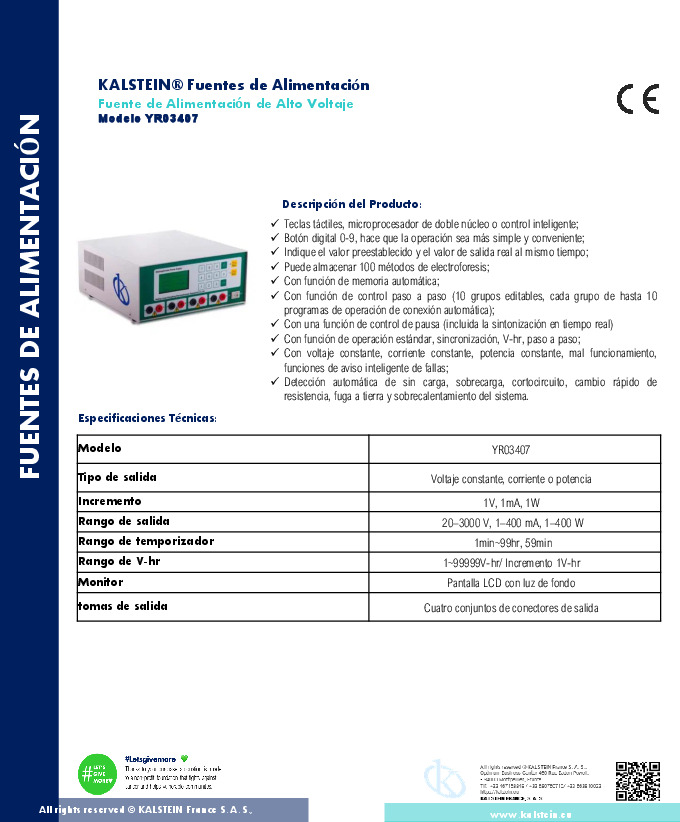 FUENTES DE ALIMENTACIÓN
KALSTEIN® Fuentes de Alimentación
Fuente de Alimentación de Alto Voltaje
Modelo YR03407
CE
Descripción del Producto:
✓ Teclas táctiles, microprocesador de doble núcleo o control inteligente;
✓ Botón digital 0-9, hace que la operación sea más simple y conveniente;
✓ Indique el valor preestablecido y el valor de salida real al mismo tiempo;
✓ Puede almacenar 100 métodos de electroforesis;
✓ Con función de memoria automática;
✓ Con función de control paso a paso (10 grupos editables, cada grupo de hasta 10
programas de operación de conexión automática);
✓ Con una función de control de pausa (incluida la sintonización en tiempo real)
✓ Con función de operación estándar, sincronización, V-hr, paso a paso;
✓ Con voltaje constante, corriente constante, potencia constante, mal funcionamiento,
funciones de aviso inteligente de fallas;
✓ Detección automática de sin carga, sobrecarga, cortocircuito, cambio rápido de
resistencia, fuga a tierra y sobrecalentamiento del sistema.
Especificaciones Técnicas:
Modelo YR03407
Tipo de salida Voltaje constante, corriente o potencia
Incremento 1V, 1mA, 1W
Rango de salida 20–3000 V, 1–400 mA, 1–400 W
Rango de temporizador 1min~99hr, 59min
Rango de V-hr 1~99999V-hr/ Incremento 1V-hr
Monitor Pantalla LCD con luz de fondo
tomas de salida Cuatro conjuntos de conectores de salida
# LET'S
GIVE
MORE
#Letsgivemore
All rights reserved © KALSTEIN France S. A. S.,
KALSTEIN FRANCE, S. A. S
All rights reserved © KALSTEIN France S. A. S.,
www.kalstein.eu